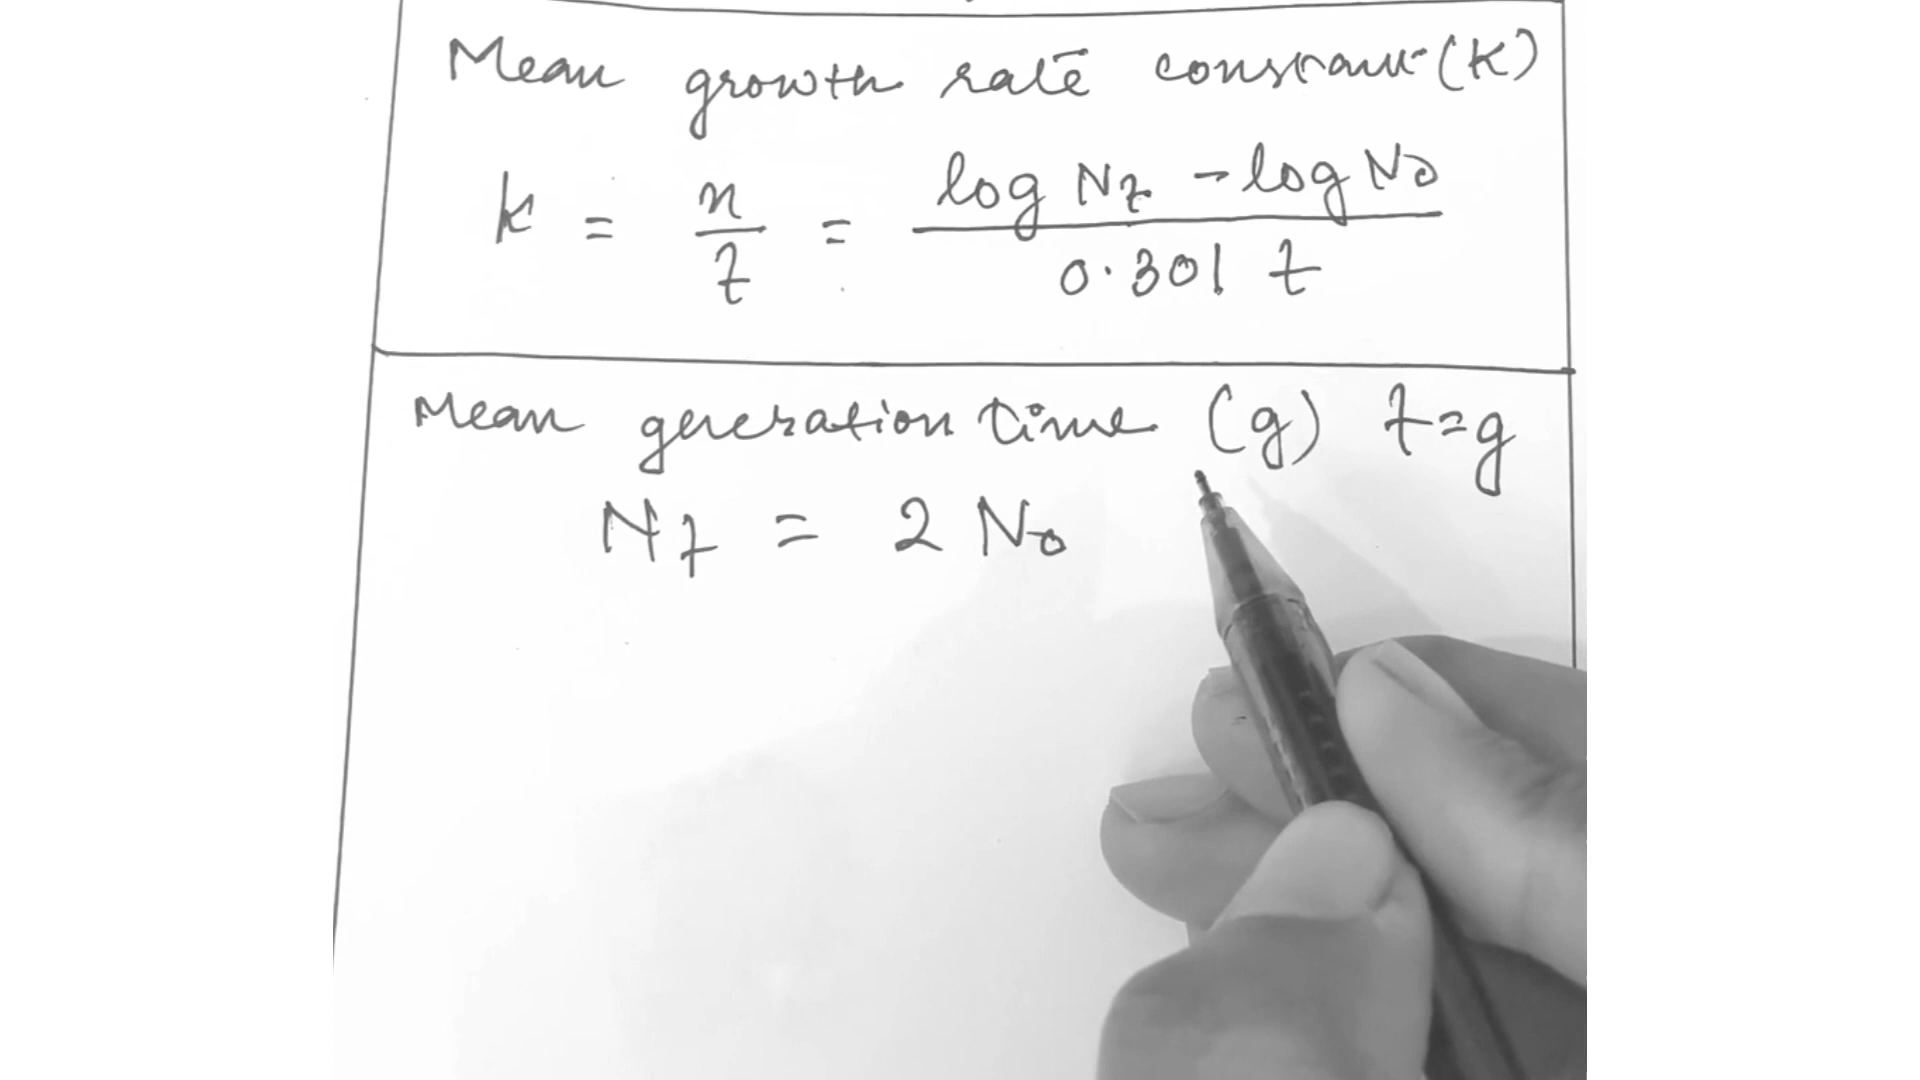 Mean growth rate constant (K)
k = n/t = log Nt - log N0 / 0.301 t
Mean generation time (g) t=g
Nt = 2 N0